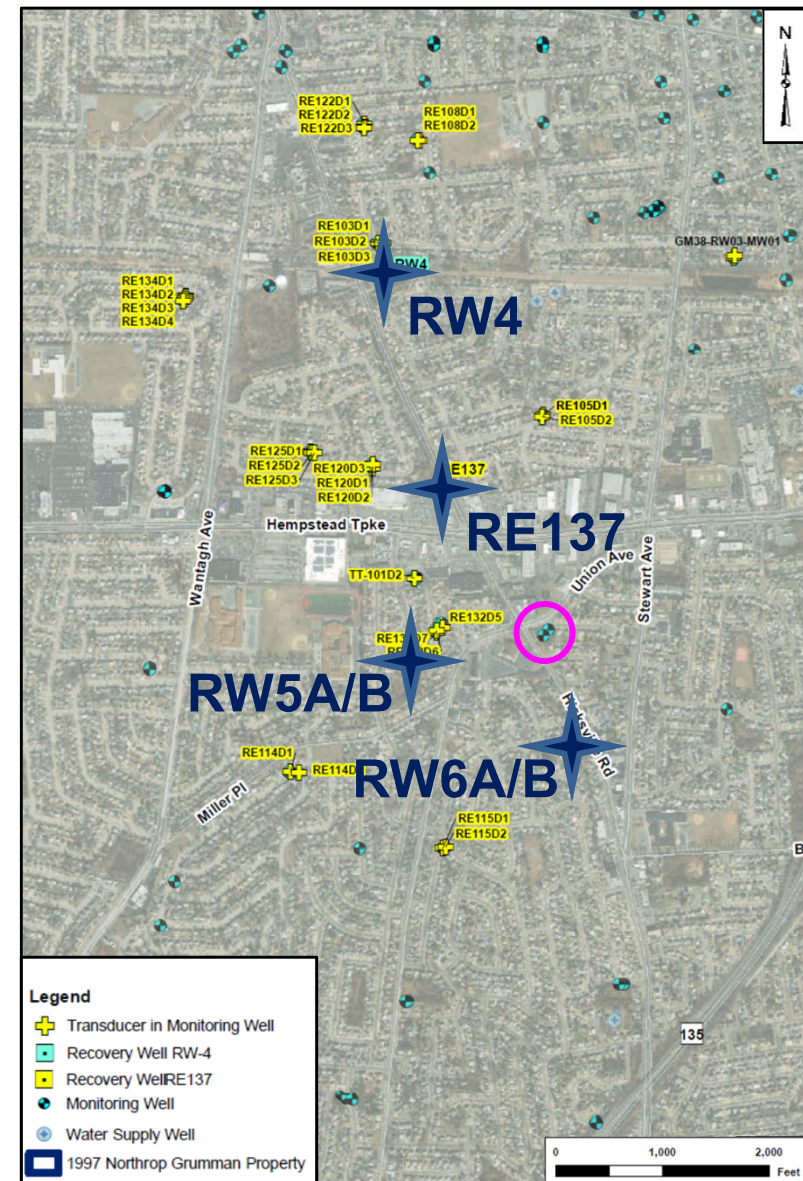 N
RE122D1
RE122D2
RE122D3
RE108D1
RE108D2
RE103D1
RE103D2
RE103D3
RW4
GM38-RW03-MW01
RE134D1
RE134D2
RE134D3
RE134D4
RW4
RE105D1
RE105D2
RE125D1
RE125D2
RE125D3
RE120D3
RE120D1
RE120D2
E137
RE137
Hempstead Tpke
Wantagh Ave
Union Ave
Stewart Ave
TT-101D2
RE132D5
RW5A/B
RE114D1
RW6A/B
Miller Pl
RE115D1
RE115D2
B
135
Legend
Transducer in Monitoring Well
Recovery Well RW-4
Recovery WellRE137
Monitoring Well
Water Supply Well
1997 Northrop Grumman Property
0 1,000 2,000
Feet